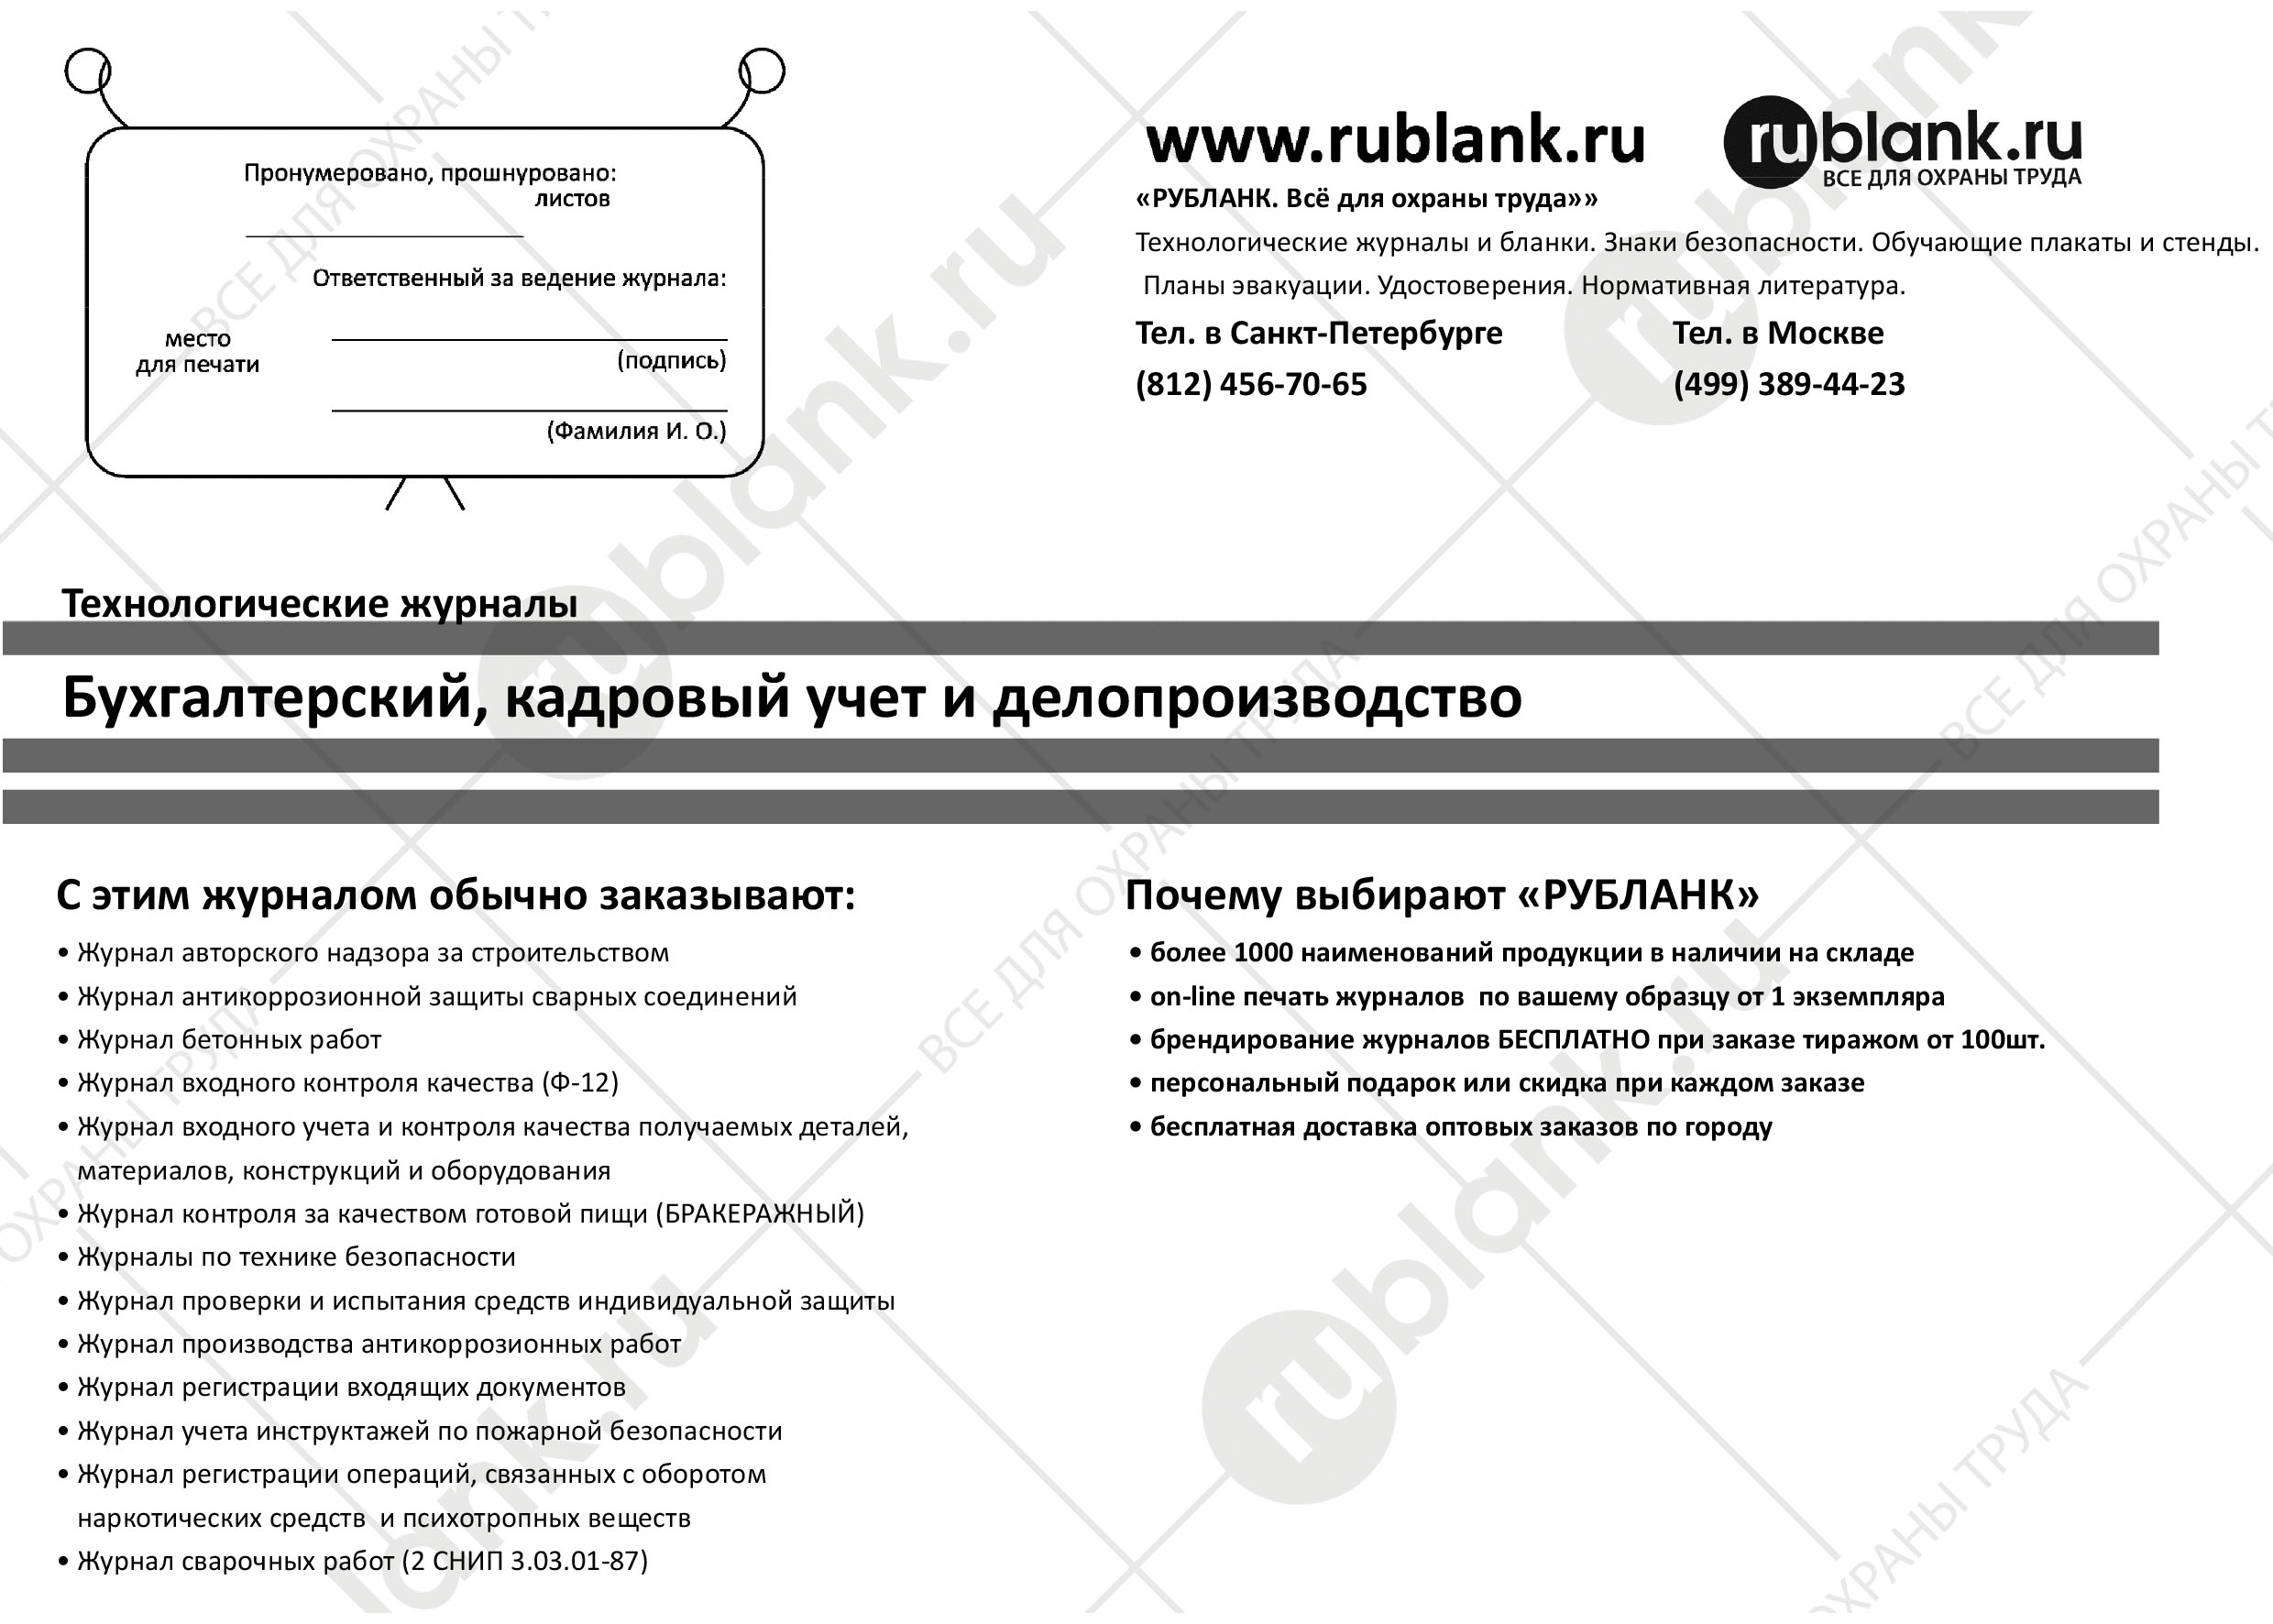 Пронумеровано, прошнуровано:
листов
Ответственный за ведение журнала:
место
для печати
(подпись)
(Фамилия И. О.)
www.rublank.ru
rublank.ru
ВСЕ ДЛЯ ОХРАНЫ ТРУДА
«РУБЛАНК. Всё для охраны труда»»
Технологические журналы и бланки. Знаки безопасности. Обучающие плакаты и стенды.
Планы эвакуации. Удостоверения. Нормативная литература.
Тел. в Санкт-Петербурге
(812) 456-70-65
Тел. в Москве
(499) 389-44-23
Технологические журналы
Бухгалтерский, кадровый учет и делопроизводство
С этим журналом обычно заказывают:
• Журнал авторского надзора за строительством
• Журнал антикоррозионной защиты сварных соединений
• Журнал бетонных работ
• Журнал входного контроля качества (Ф-12)
• Журнал входного учета и контроля качества получаемых деталей,
материалов, конструкций и оборудования
• Журнал контроля за качеством готовой пищи (БРАКЕРАЖНЫЙ)
• Журналы по технике безопасности
• Журнал проверки и испытания средств индивидуальной защиты
• Журнал производства антикоррозионных работ
• Журнал регистрации входящих документов
• Журнал учета инструктажей по пожарной безопасности
• Журнал регистрации операций, связанных с оборотом
наркотических средств  и психотропных веществ
• Журнал сварочных работ (2 СНИП 3.03.01-87)
Почему выбирают «РУБЛАНК»
• более 1000 наименований продукции в наличии на складе
• on-line печать журналов  по вашему образцу от 1 экземпляра
• брендирование журналов БЕСПЛАТНО при заказе тиражом от 100шт.
• персональный подарок или скидка при каждом заказе
• бесплатная доставка оптовых заказов по городу
rublank.ru
ВСЕ ДЛЯ ОХРАНЫ ТРУДА